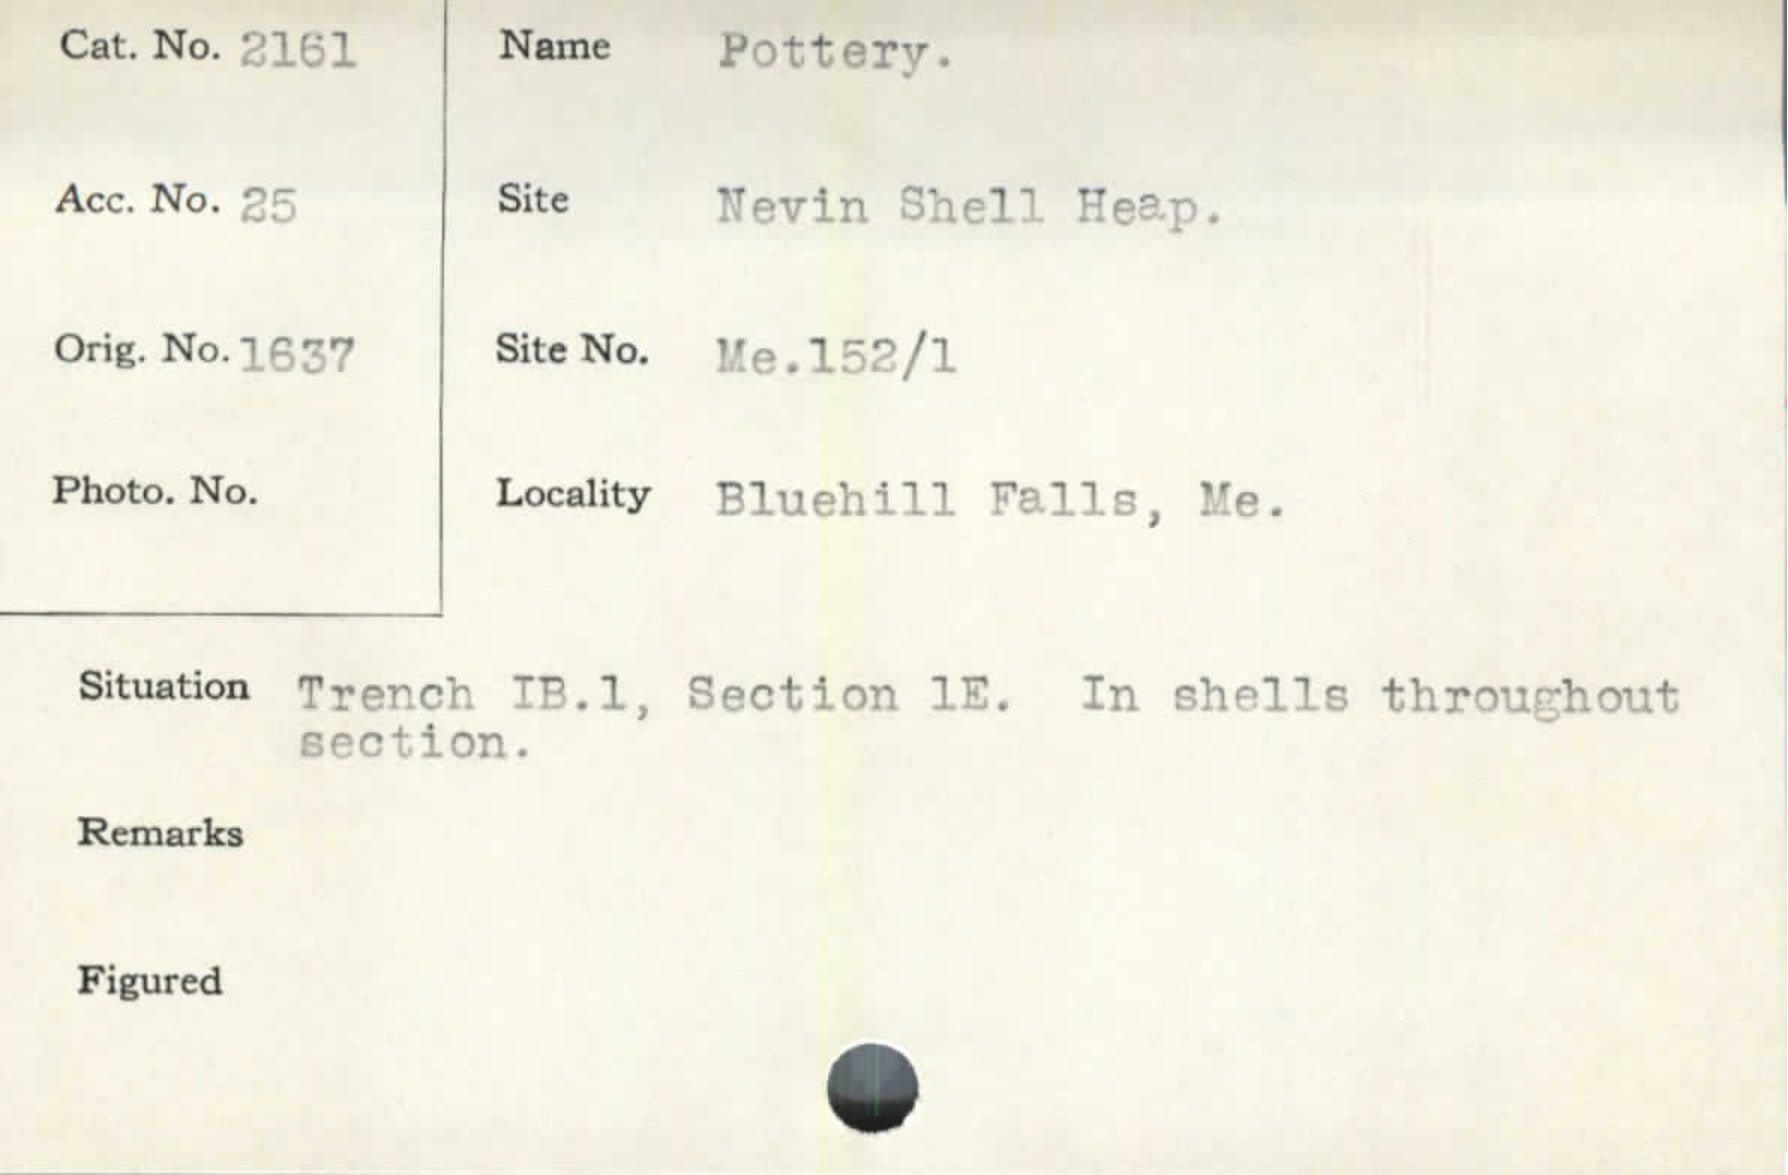 Cat. No. 2161
Name Pottery.
Acc. No. 25
Site Nevin Shell Heap.
Orig. No. 1637
Site No. Me.152/1
Photo. No.
Locality Bluehill Falls, Me.
Situation Trench IB.1, Section 1E. In shells throughout
section.
Remarks
Figured